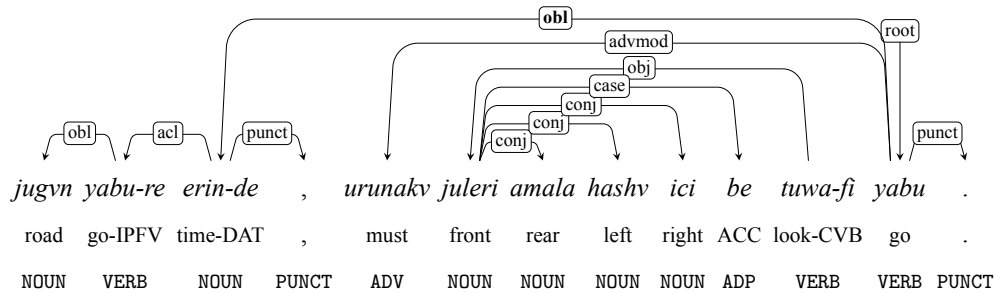 obl
root
advmod
obj
case
conj
obl acl punct conj punct
conj
jugvn yabu-re erin-de , urunakv juleri amala hashv ici be tuwa-fi yabu .
road go-IPFV time-DAT , must front rear left right ACC look-CVB go .
NOUN VERB NOUN PUNCT ADV NOUN NOUN NOUN NOUN ADP VERB VERB PUNCT